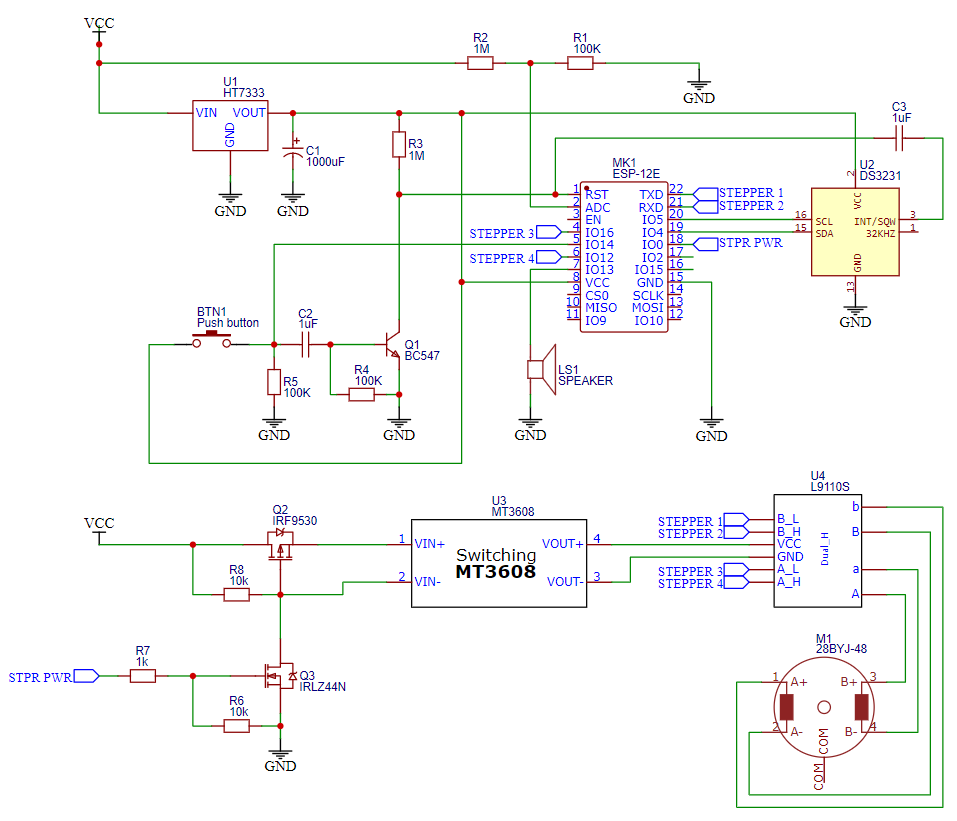 VCC
R2
1M
R1
100K
GND
U1
HT7333
VIN
VOUT
GND
GND
C1
1000uF
GND
R3
1M
C3
1uF
MK1
ESP-12E
1
RST
2
ADC
3
EN
4
IO16
5
IO14
6
IO12
7
IO13
8
VCC
9
CS0
10
MISO
11
IO9
TXD
22
RXD
21
IO5
20
IO4
19
IO0
18
IO2
17
IO15
16
GND
15
SCLK
14
MOSI
13
IO10
12
STEPPER 1
STEPPER 2
STEPPER 3
STEPPER 4
STPR PWR
U2
DS3231
2
VCC
16
SCL
15
SDA
INT/SQW
3
32KHZ
1
GND
13
GND
BTN1
Push button
C2
1uF
Q1
BC547
R4
100K
R5
100K
GND
GND
LS1
SPEAKER
GND
GND
VCC
Q2
IRF9530
R8
10k
STPR PWR
R7
1k
Q3
IRLZ44N
R6
10k
GND
U3
MT3608
1
VIN+
2
VIN-
Switching
MT3608
VOUT+
4
VOUT-
3
U4
L9110S
STEPPER 1
STEPPER 2
STEPPER 3
STEPPER 4
B_L
B_H
VCC
GND
A_L
A_H
Dual_H
b
B
a
A
M1
28BYJ-48
1
A+
2
A-
B+
3
B-
4
COM
COM